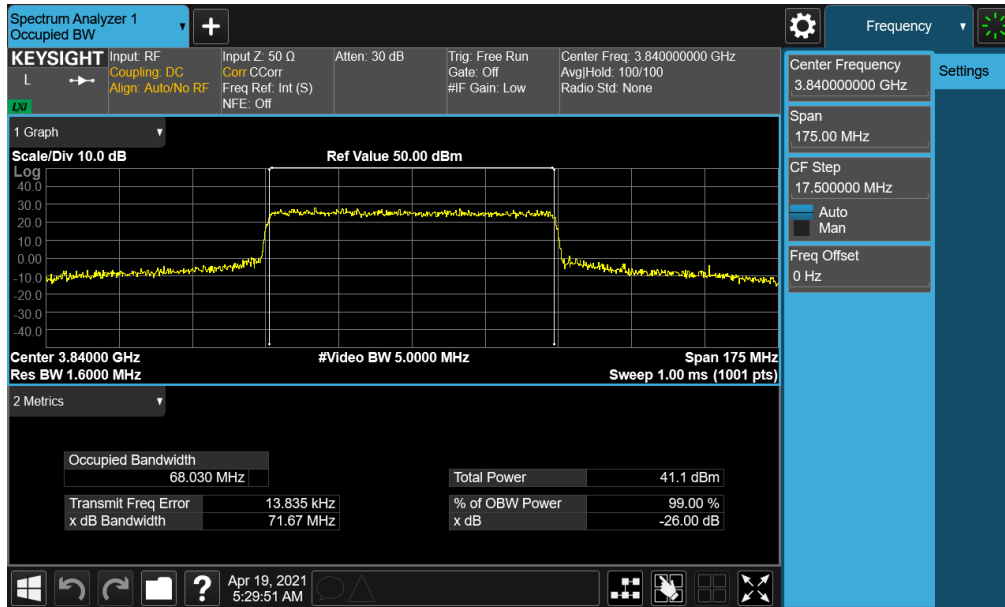 Spectrum Analyzer 1
Occupied BW
+
Frequency
KEYSIGHT
L
LXI
Input: RF
Coupling: DC
Align: Auto/No RF
Input Z: 50 Ω
Corr CCorr
Freq Ref: Int (S)
NFE: Off
Atten: 30 dB
Trig: Free Run
Gate: Off
#IF Gain: Low
Center Freq: 3.840000000 GHz
Avg|Hold: 100/100
Radio Std: None
Center Frequency
3.840000000 GHz
Settings
Span
175.00 MHz
CF Step
17.500000 MHz
Auto
Man
Freq Offset
0 Hz
1 Graph
Scale/Div 10.0 dB
Ref Value 50.00 dBm
Log
40.0
30.0
20.0
10.0
0.00
-10.0
-20.0
-30.0
-40.0
Center 3.84000 GHz
#Video BW 5.0000 MHz
Span 175 MHz
Res BW 1.6000 MHz
Sweep 1.00 ms (1001 pts)
2 Metrics
Occupied Bandwidth
68.030 MHz
Total Power 41.1 dBm
Transmit Freq Error 13.835 kHz
% of OBW Power 99.00 %
x dB Bandwidth 71.67 MHz
x dB -26.00 dB
?
Apr 19, 2021
5:29:51 AM